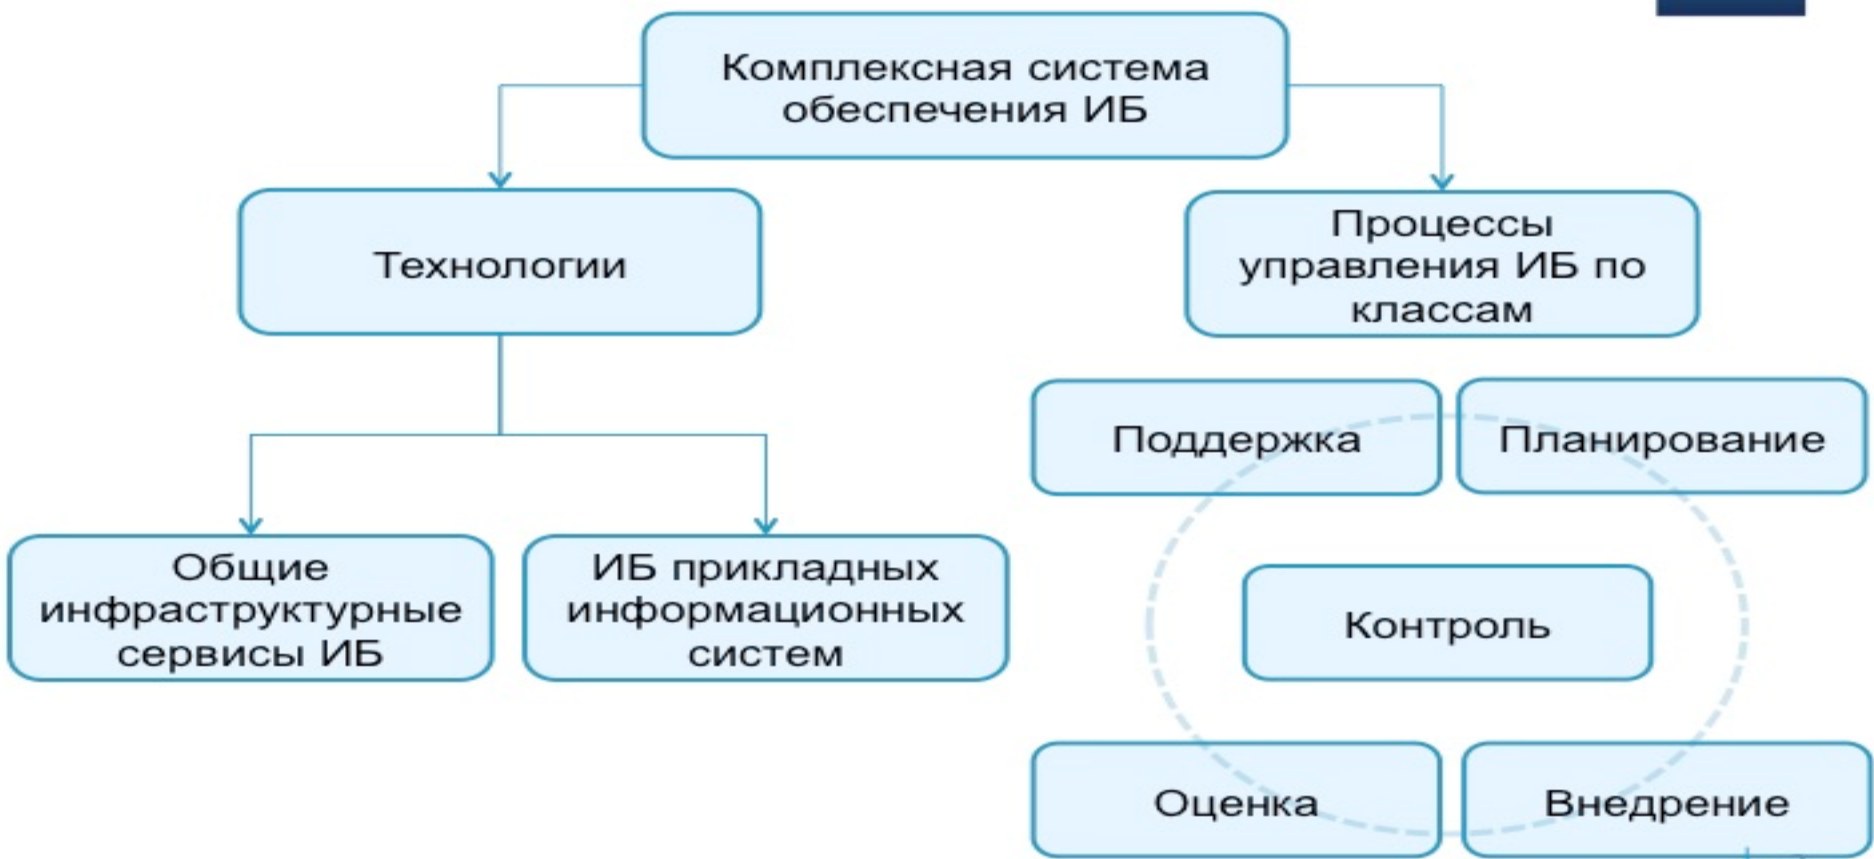 Комплексная система
обеспечения ИБ
Технологии
Процессы
управления ИБ по
классам
Поддержка
Планирование
Общие
инфраструктурные
сервисы ИБ
ИБ прикладных
информационных
систем
Контроль
Оценка
Внедрение